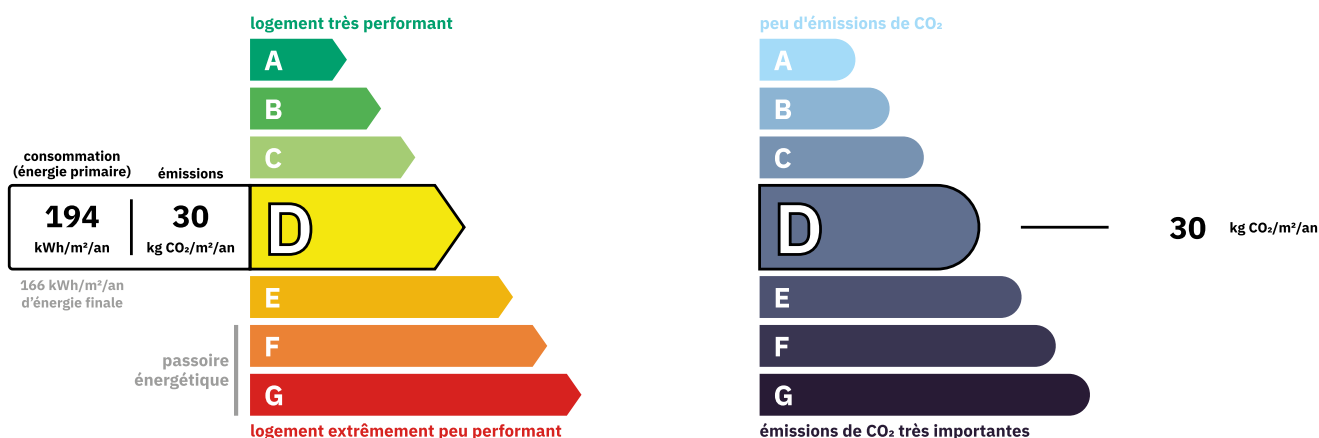 logement très performant
A
B
C
consommation
(énergie primaire)
émissions
194
kWh/m²/an
30
kg CO₂/m²/an
D
166 kWh/m²/an
d'énergie finale
E
passoire
énergétique
F
G
logement extrêmement peu performant
peu d'émissions de CO₂
A
B
C
D
30 kg CO₂/m²/an
E
F
G
émissions de CO₂ très importantes